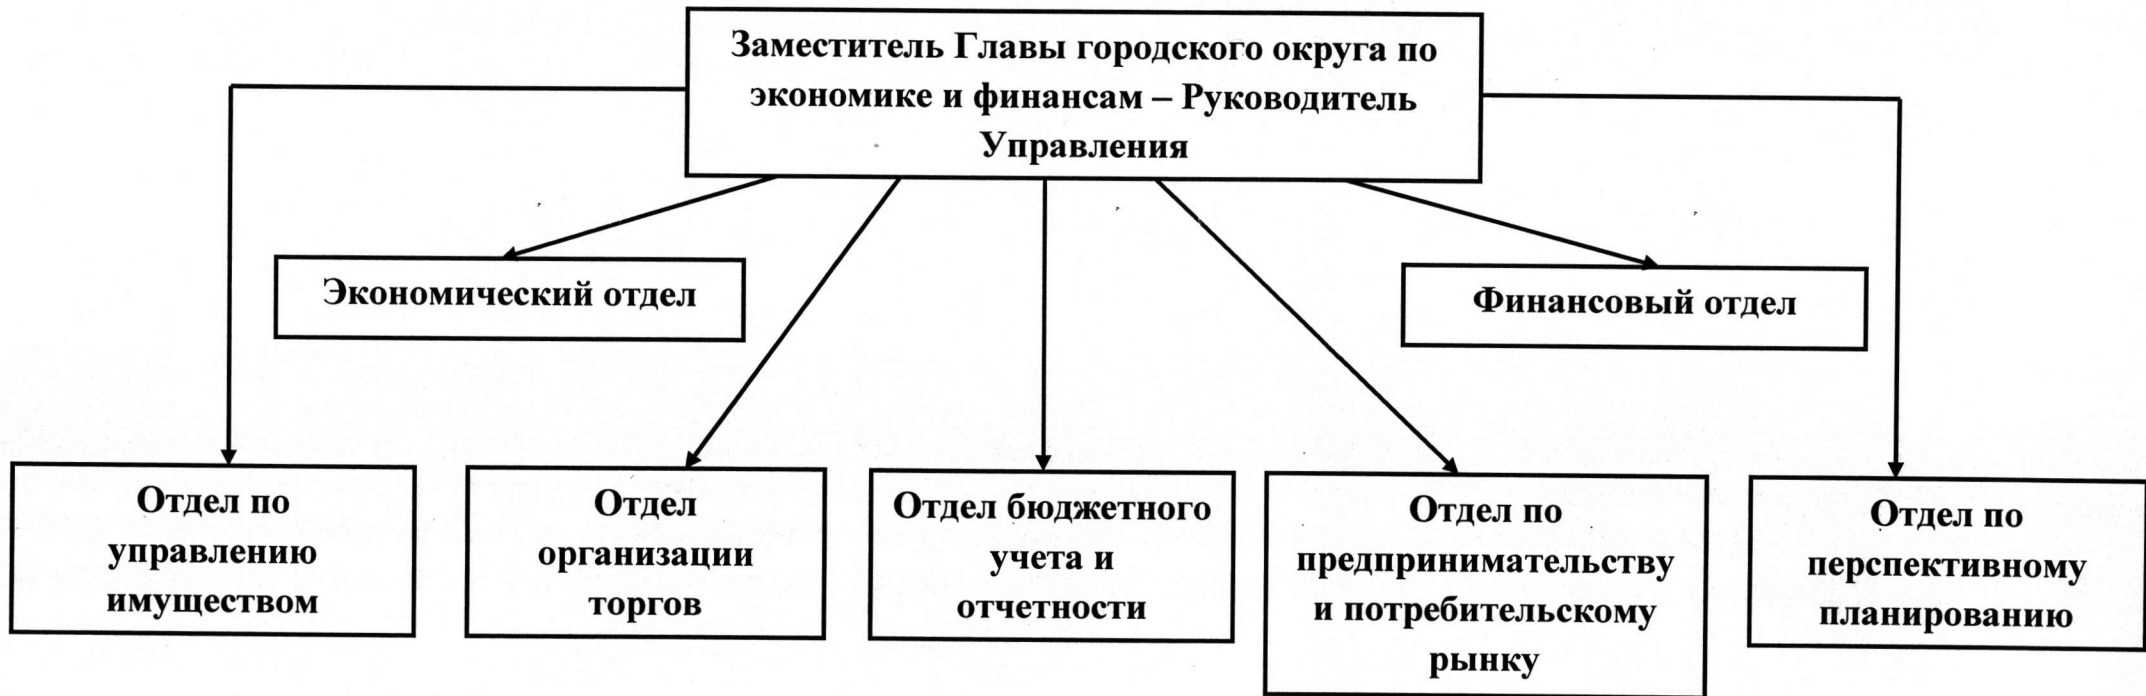 Заместитель Главы городского округа по
экономике и финансам – Руководитель
Управления
Экономический отдел
Финансовый отдел
Отдел по
управлению
имуществом
Отдел
организации
торгов
Отдел бюджетного
учета и
отчетности
Отдел по
предпринимательству
и потребительскому
рынку
Отдел по
перспективному
планированию